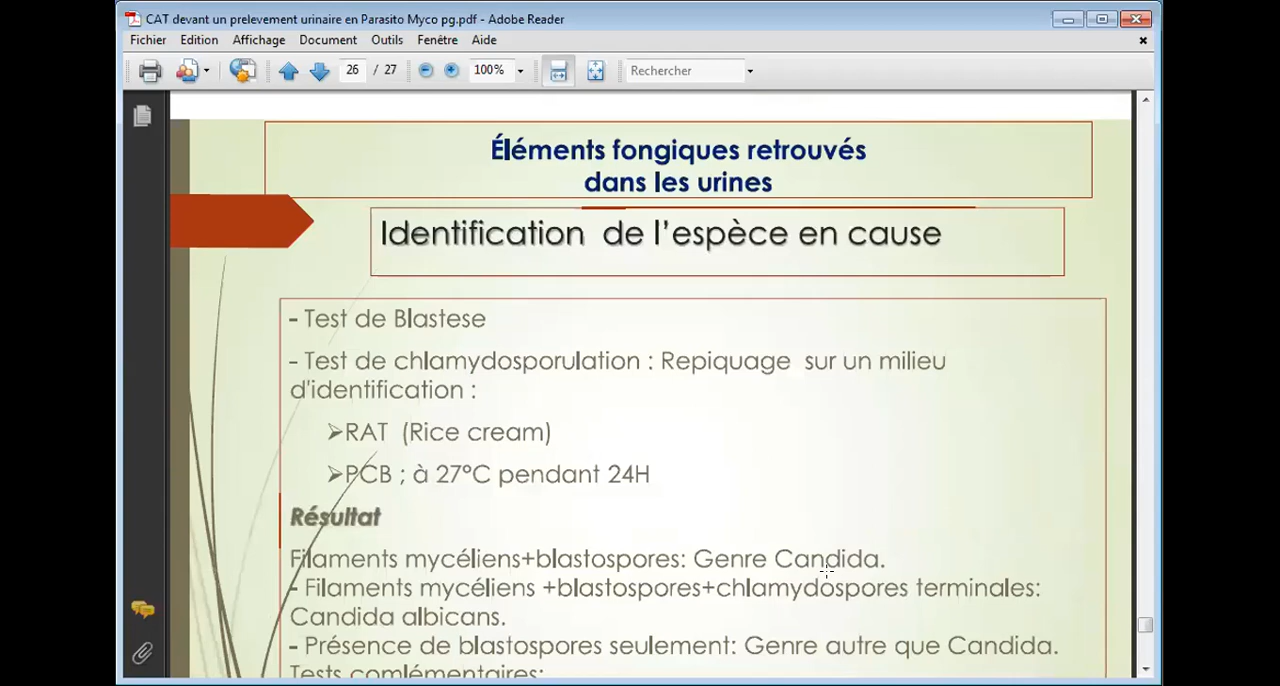 CAT devant un prelevement urinaire en Parasito Myco pg.pdf - Adobe Reader
Fichier Edition Affichage Document Outils Fenêtre Aide
26 / 27 100% Rechercher
Éléments fongiques retrouvés
dans les urines
Identification de l'espèce en cause
- Test de Blastese
- Test de chlamydosporulation : Repiquage sur un milieu
d'identification :
➢RAT (Rice cream)
➢PCB ; à 27°C pendant 24H
Résultat
Filaments mycéliens+blastospores: Genre Candida.
- Filaments mycéliens +blastospores+chlamydospores terminales:
Candida albicans.
- Présence de blastospores seulement: Genre autre que Candida.
Tests comlémentaires: